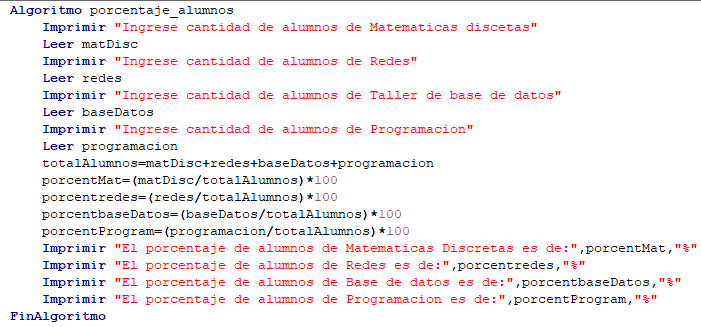 Algoritmo porcentaje_alumnos
Imprimir "Ingrese cantidad de alumnos de Matematicas discetas"
Leer matDisc
Imprimir "Ingrese cantidad de alumnos de Redes"
Leer redes
Imprimir "Ingrese cantidad de alumnos de Taller de base de datos"
Leer baseDatos
Imprimir "Ingrese cantidad de alumnos de Programacion"
Leer programacion
totalAlumnos=matDisc+redes+baseDatos+programacion
porcentMat=(matDisc/totalAlumnos)*100
porcentredes=(redes/totalAlumnos)*100
porcentbaseDatos=(baseDatos/totalAlumnos)*100
porcentProgram=(programacion/totalAlumnos)*100
Imprimir "El porcentaje de alumnos de Matematicas Discretas es de:",porcentMat,"%"
Imprimir "El porcentaje de alumnos de Redes es de:",porcentredes,"%"
Imprimir "El porcentaje de alumnos de Base de datos es de:",porcentbaseDatos,"%"
Imprimir "El porcentaje de alumnos de Programacion es de:",porcentProgram,"%"
FinAlgoritmo